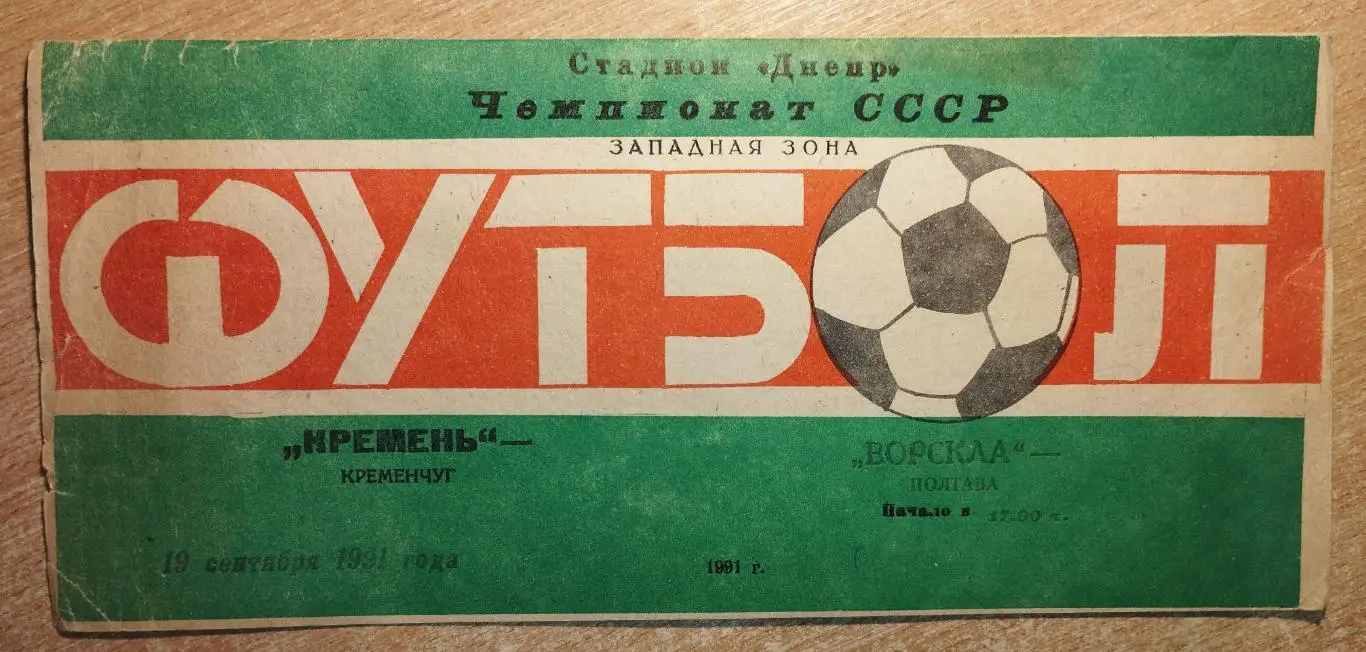 Стадион «Днепр»
Чемпионат СССР
ЗАПАДНАЯ ЗОНА
ФУТБОЛ
„КРЕМЕНЬ“—
КРЕМЕНЧУГ
„ВОРСКЛА“—
ПОЛТАВА
Начало в 17.00 ч.
19 сентября 1991 года
1991 г.